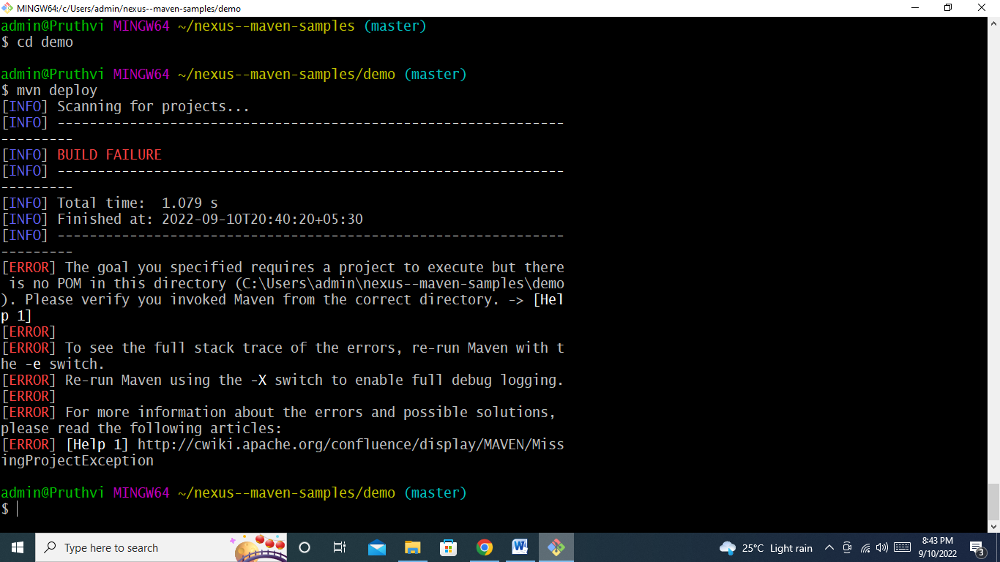 MINGW64:/c/Users/admin/nexus--maven-samples/demo
admin@Pruthvi MINGW64 ~/nexus--maven-samples (master)
$ cd demo
admin@Pruthvi MINGW64 ~/nexus--maven-samples/demo (master)
$ mvn deploy
[INFO] Scanning for projects...
[INFO] ---------------------------------------------------------------
---------
[INFO] BUILD FAILURE
[INFO] ---------------------------------------------------------------
---------
[INFO] Total time:  1.079 s
[INFO] Finished at: 2022-09-10T20:40:20+05:30
[INFO] ---------------------------------------------------------------
---------
[ERROR] The goal you specified requires a project to execute but there
 is no POM in this directory (C:\Users\admin\nexus--maven-samples\demo
). Please verify you invoked Maven from the correct directory. -> [Hel
p 1]
[ERROR]
[ERROR] To see the full stack trace of the errors, re-run Maven with t
he -e switch.
[ERROR] Re-run Maven using the -X switch to enable full debug logging.
[ERROR]
[ERROR] For more information about the errors and possible solutions,
please read the following articles:
[ERROR] [Help 1] http://cwiki.apache.org/confluence/display/MAVEN/Miss
ingProjectException
admin@Pruthvi MINGW64 ~/nexus--maven-samples/demo (master)
$
Type here to search
W
25°C Light rain
8:43 PM
9/10/2022
3